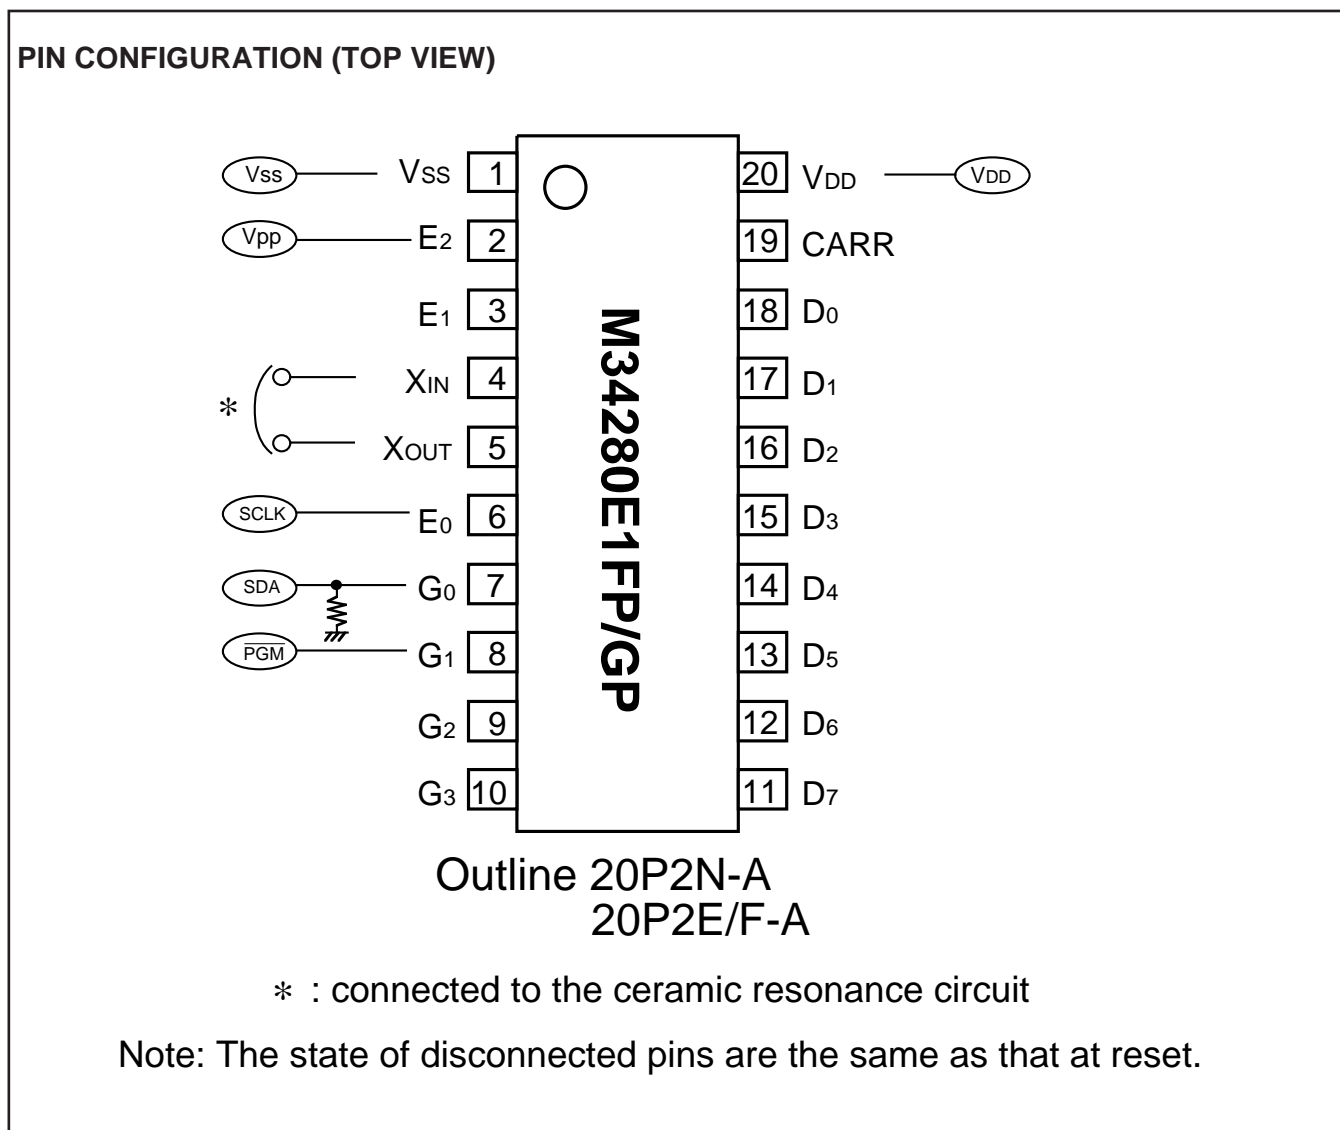 PIN CONFIGURATION (TOP VIEW)
Vss VSS 1 20 VDD VDD
Vpp E2 2 19 CARR
E1 3 18 D0
XIN 4 17 D1
* XOUT 5 16 D2
SCLK E0 6 15 D3
SDA G0 7 14 D4
PGM G1 8 13 D5
G2 9 12 D6
G3 10 11 D7
M34280E1FP/GP
Outline 20P2N-A
20P2E/F-A
* : connected to the ceramic resonance circuit
Note: The state of disconnected pins are the same as that at reset.